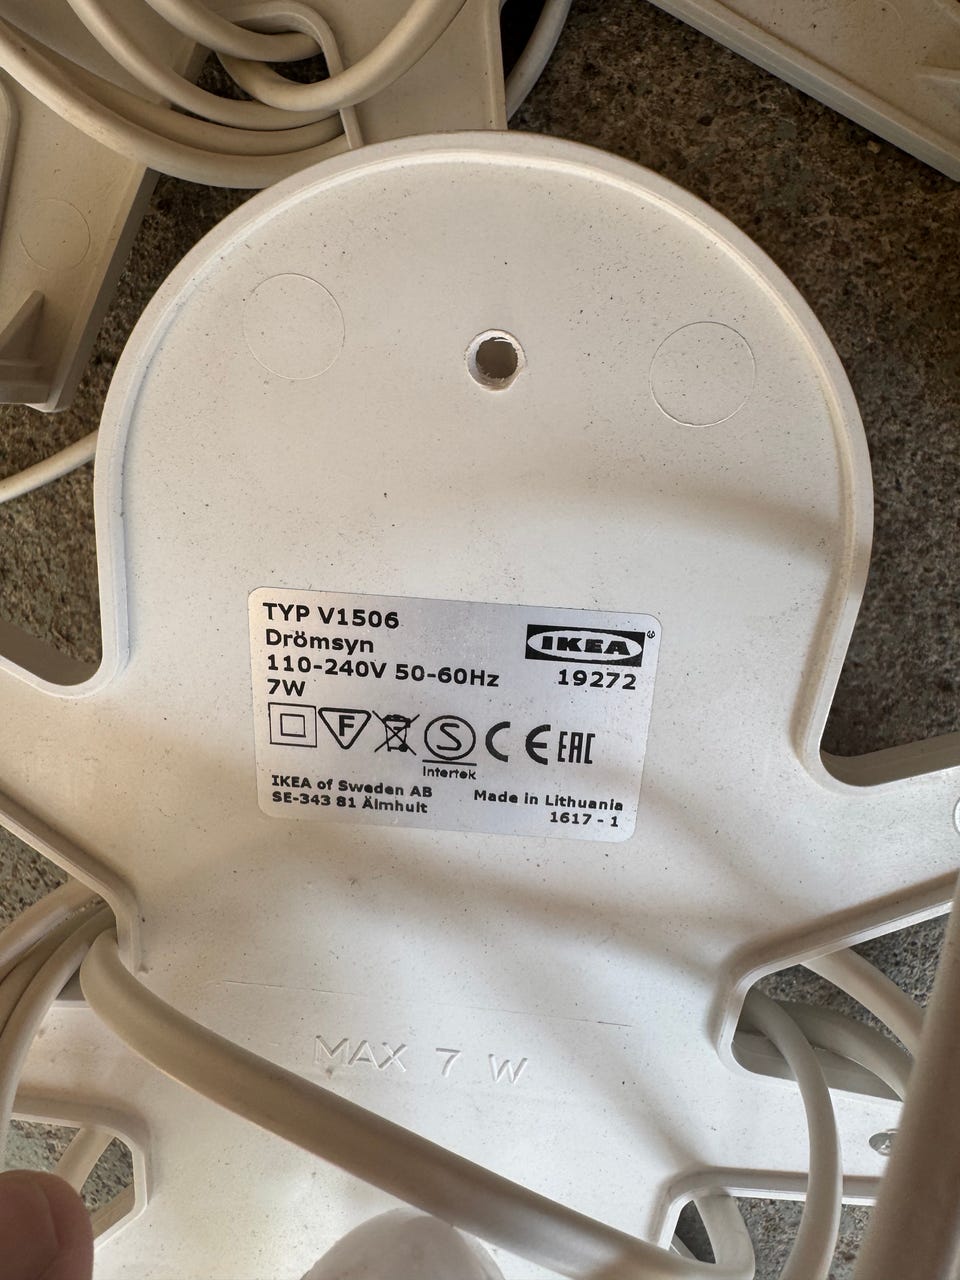 TYP V1506
Drömsyn
110-240V 50-60Hz
7W
IKEA®
19272
F
S
Intertek
CE EAC
IKEA of Sweden AB
SE-343 81 Älmhult
Made in Lithuania
1617 - 1
MAX 7 W